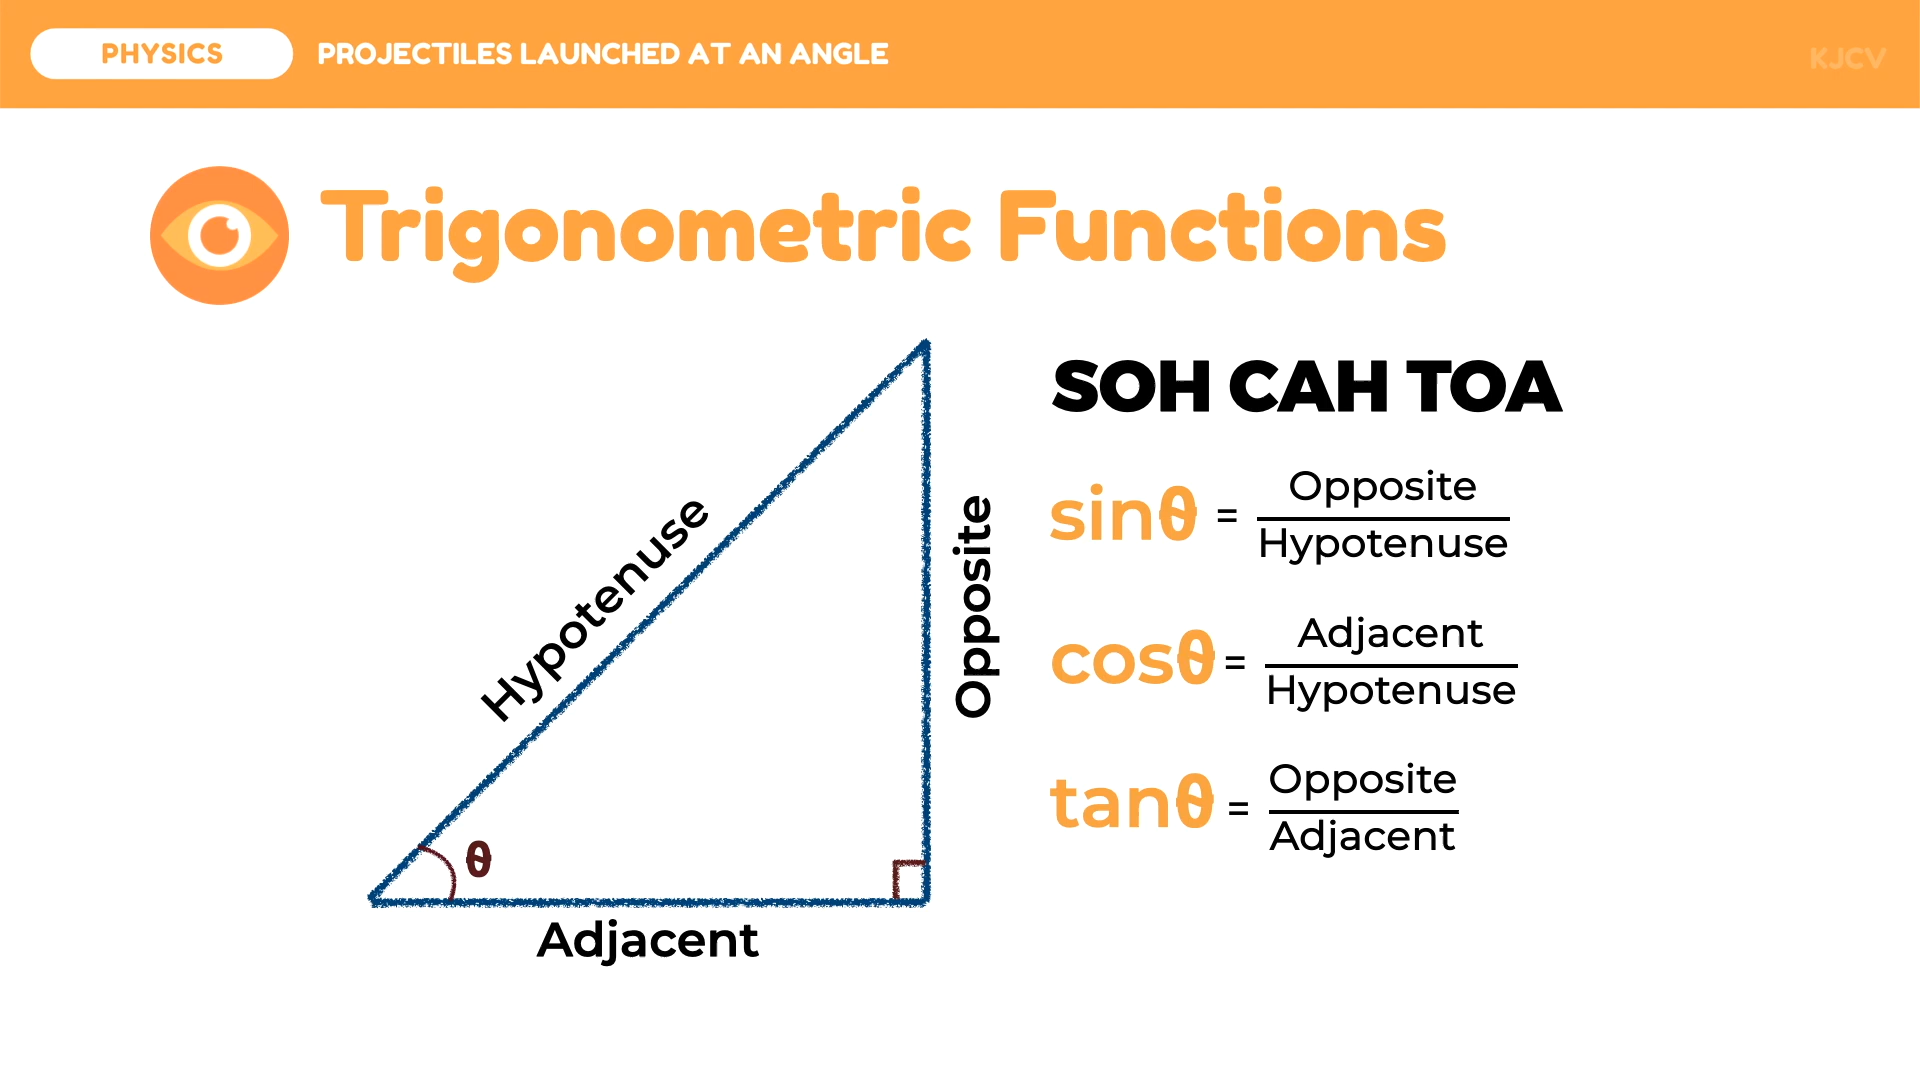 PHYSICS
PROJECTILES LAUNCHED AT AN ANGLE
KJCV
Trigonometric Functions
Hypotenuse
Opposite
θ
Adjacent
SOH CAH TOA
sinθ = Opposite
Hypotenuse
cosθ = Adjacent
Hypotenuse
tanθ = Opposite
Adjacent